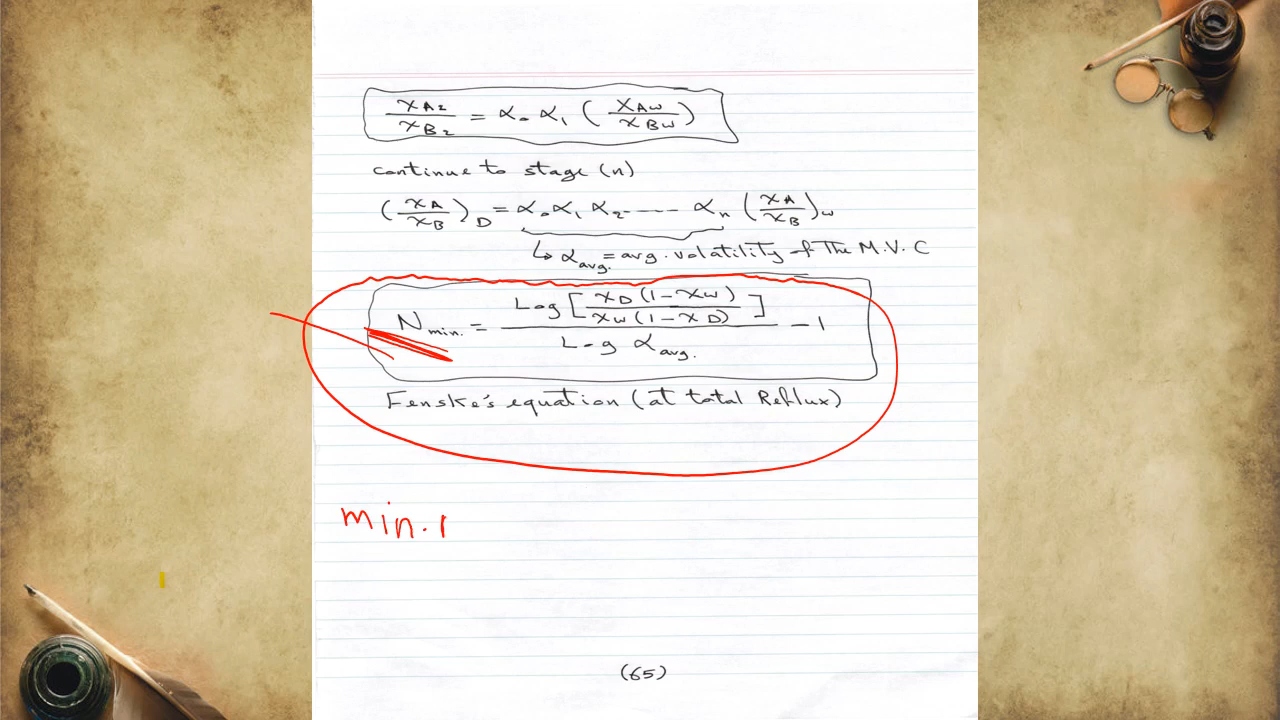 xA2/xB2 = α₀ α₁ (xAw/xBw)
continue to stage (n)
(xA/xB)D = α₀ α₁ α₂ ------ αn (xA/xB)w
↳ αavg. = avg. volatility of The M.V.C
Nmin. = Log [xD(1-xw)/xw(1-xD)] / Log αavg. - 1
Fenske's equation (at total Reflux)
min. r
(65)